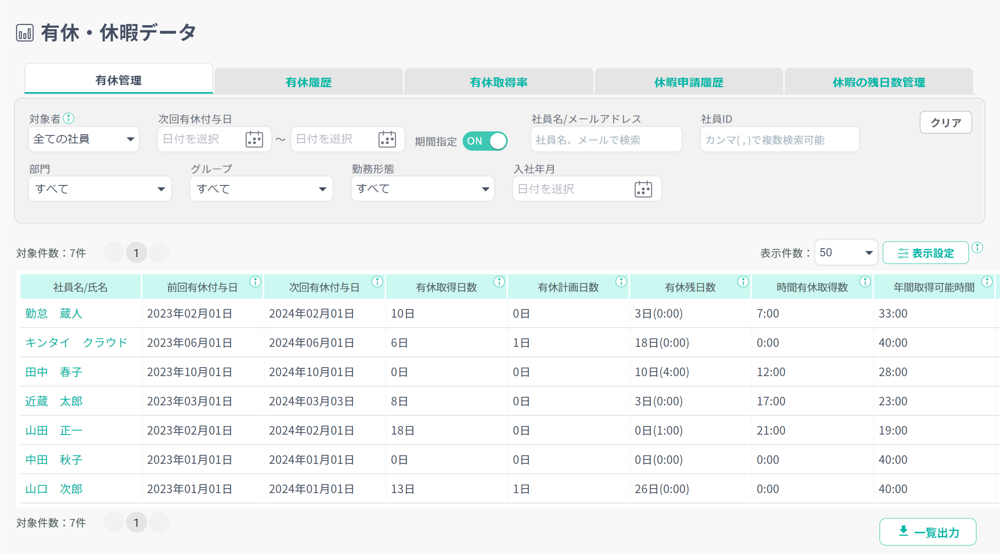 有休・休暇データ
有休管理 有休履歴 有休取得率 休暇申請履歴 休暇の残日数管理
対象者 次回有休付与日 社員名/メールアドレス 社員ID クリア
全ての社員 日付を選択 ～ 日付を選択 期間指定 ON 社員名、メールで検索 カンマ( , )で複数検索可能
部門 グループ 勤務形態 入社年月
すべて すべて すべて 日付を選択
対象件数：7件 1 表示件数： 50 表示設定
社員名/氏名 前回有休付与日 次回有休付与日 有休取得日数 有休計画日数 有休残日数 時間有休取得数 年間取得可能時間
勤怠　蔵人 2023年02月01日 2024年02月01日 10日 0日 3日(0:00) 7:00 33:00
キンタイ　クラウド 2023年06月01日 2024年06月01日 6日 1日 18日(0:00) 0:00 40:00
田中　春子 2023年10月01日 2024年10月01日 0日 0日 10日(4:00) 12:00 28:00
近蔵　太郎 2023年03月01日 2024年03月03日 8日 0日 3日(0:00) 17:00 23:00
山田　正一 2023年02月01日 2024年02月01日 18日 0日 0日(1:00) 21:00 19:00
中田　秋子 2023年01月01日 2024年01月01日 0日 0日 0日(0:00) 0:00 40:00
山口　次郎 2023年01月01日 2024年01月01日 13日 1日 26日(0:00) 0:00 40:00
対象件数：7件 1
一覧出力